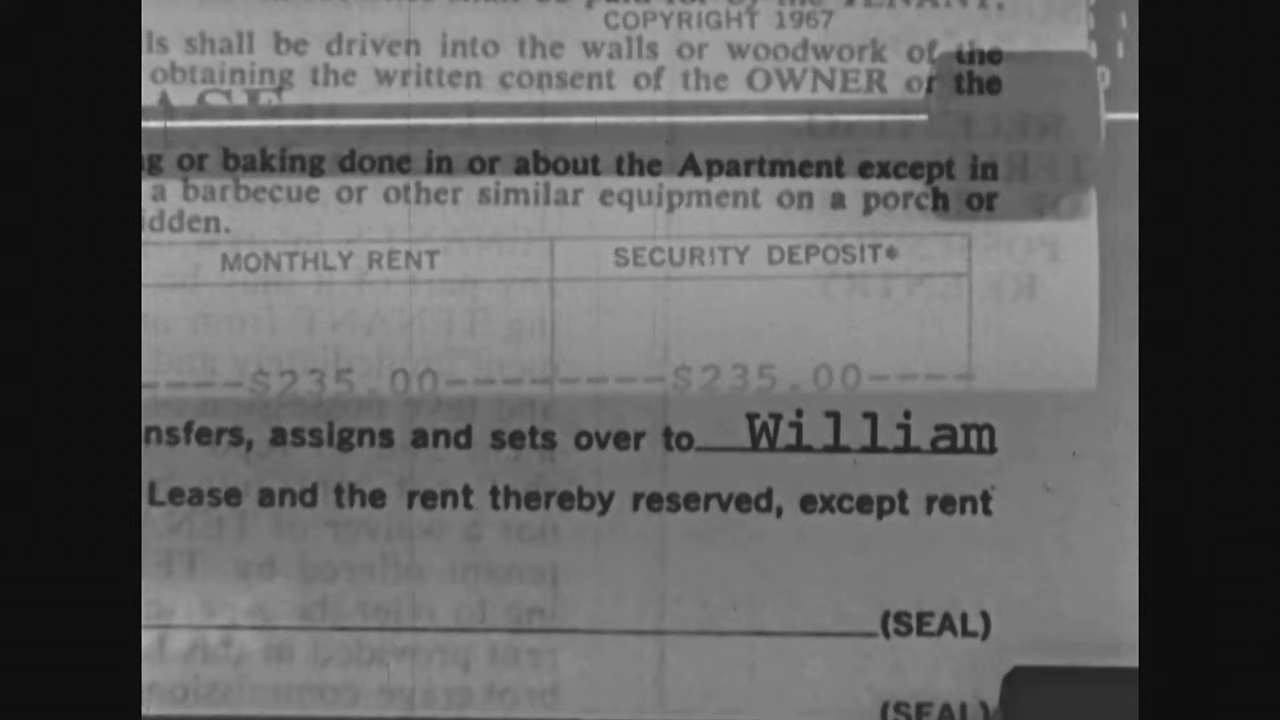 COPYRIGHT 1967
ls shall be driven into the walls or woodwork of the
obtaining the written consent of the OWNER or the
g or baking done in or about the Apartment except in
a barbecue or other similar equipment on a porch or
idden.
MONTHLY RENT SECURITY DEPOSIT*
----$235.00---------$235.00----
nsfers, assigns and sets over to William
Lease and the rent thereby reserved, except rent
(SEAL)
(SEAL)